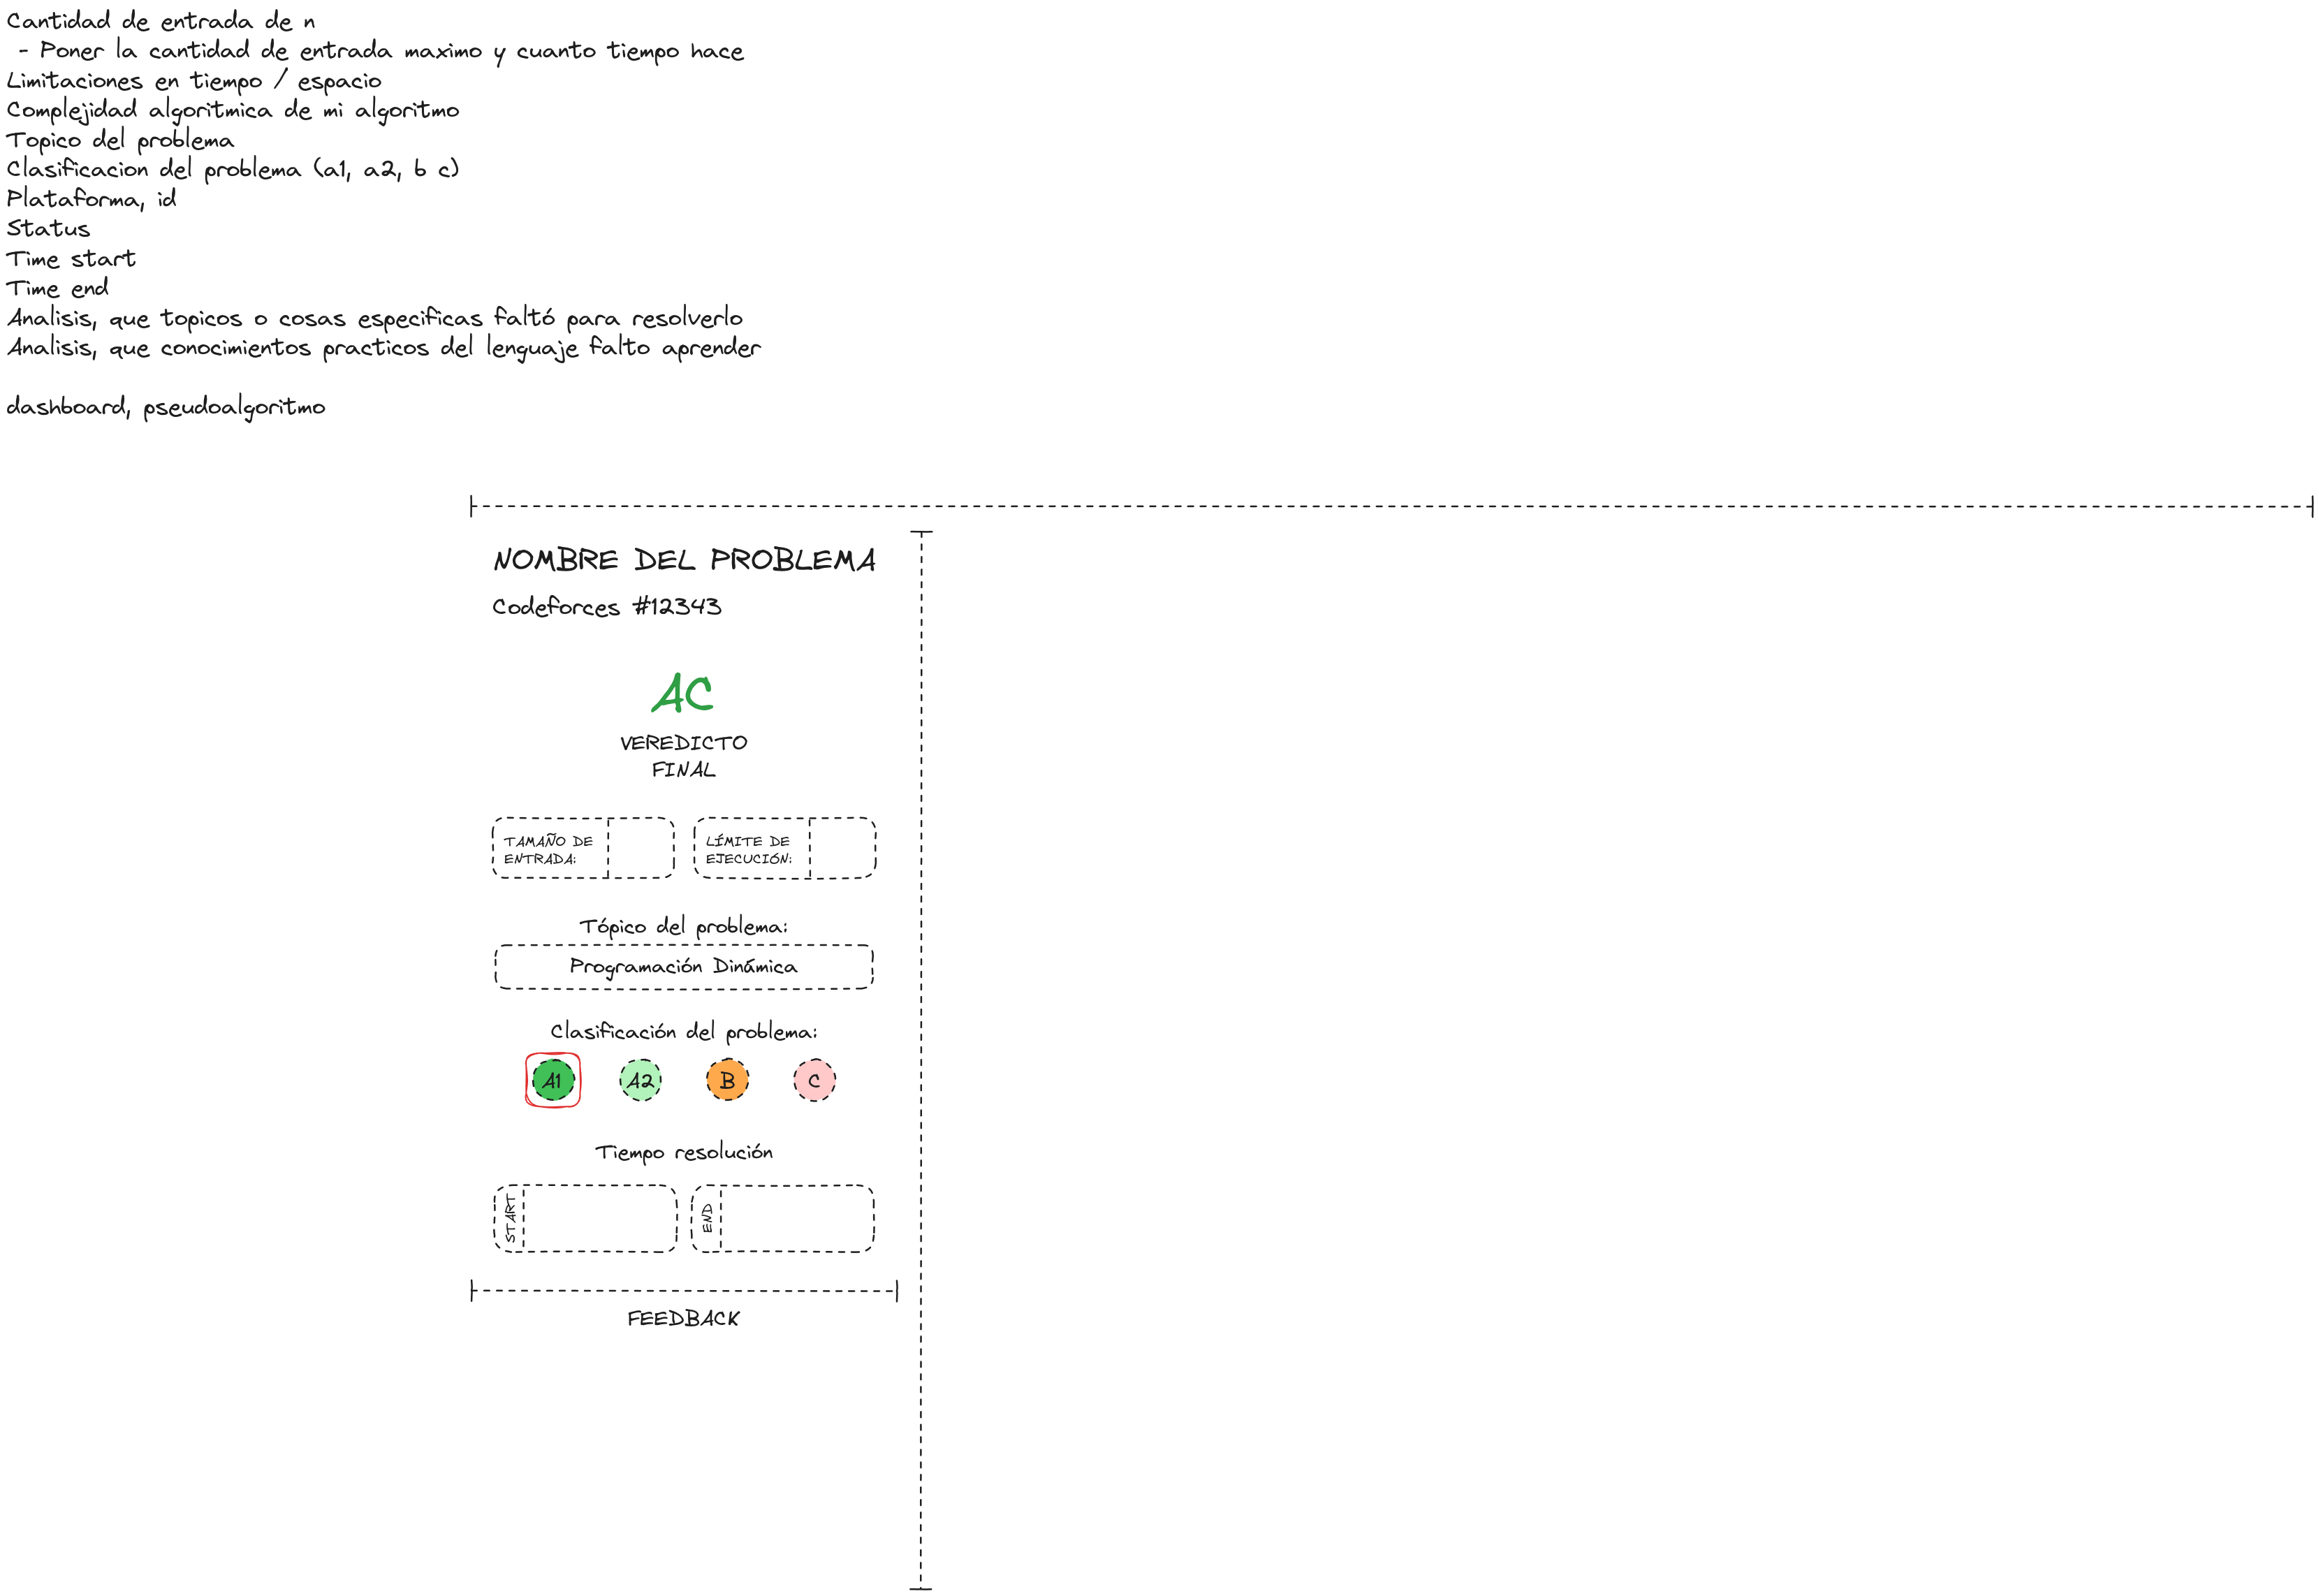 Cantidad de entrada de n
- Poner la cantidad de entrada maximo y cuanto tiempo hace
Limitaciones en tiempo / espacio
Complejidad algoritmica de mi algoritmo
Topico del problema
Clasificacion del problema (a1, a2, b c)
Plataforma, id
Status
Time start
Time end
Analisis, que topicos o cosas especificas faltó para resolverlo
Analisis, que conocimientos practicos del lenguaje falto aprender
dashboard, pseudoalgoritmo
NOMBRE DEL PROBLEMA
Codeforces #12343
AC
VEREDICTO
FINAL
TAMAÑO DE
ENTRADA:
LÍMITE DE
EJECUCIÓN:
Tópico del problema:
Programación Dinámica
Clasificación del problema:
A1 A2 B C
Tiempo resolución
START
END
FEEDBACK